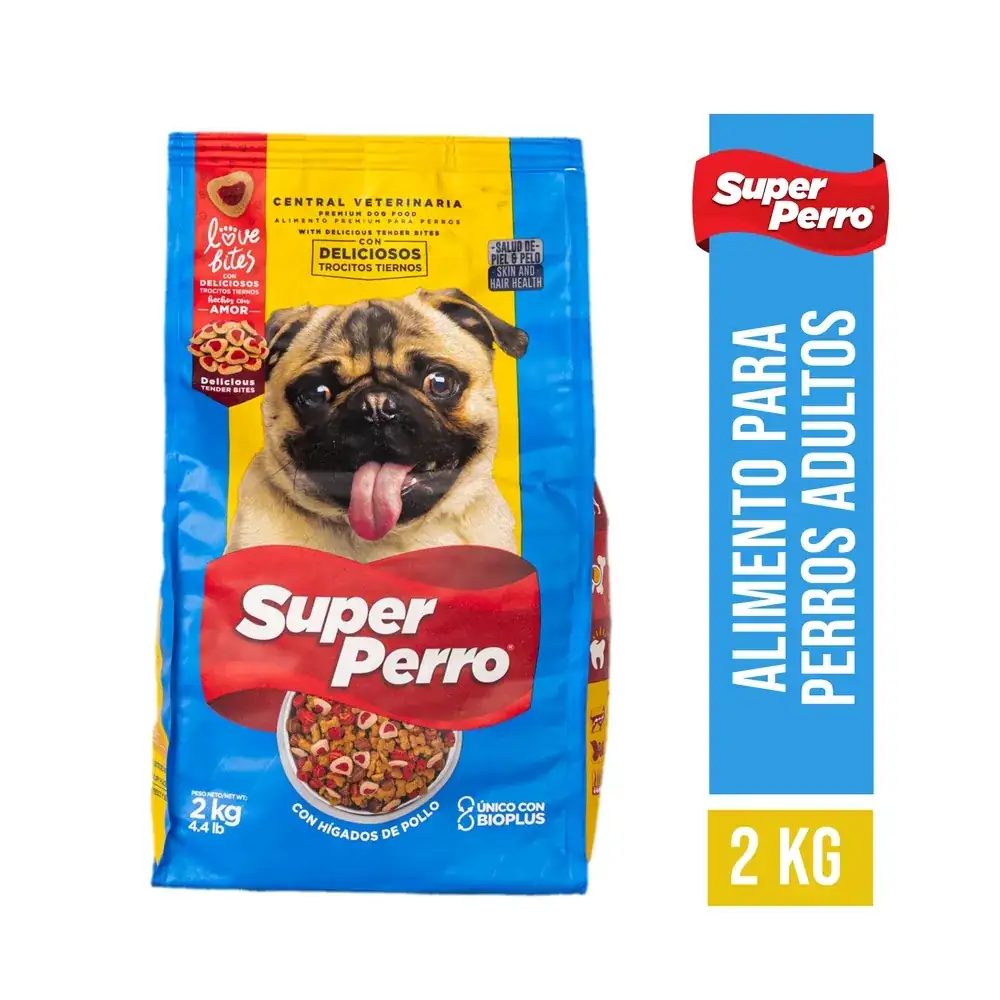 CENTRAL VETERINARIA
PREMIUM DOG FOOD
ALIMENTO PREMIUM PARA PERROS
WITH DELICIOUS TENDER BITES
CON
DELICIOSOS
TROCITOS TIERNOS
love
bites
CON
DELICIOSOS
TROCITOS TIERNOS
hechos con
AMOR
Delicious
TENDER BITES
-SALUD DE-
PIEL & PELO
SKIN AND
HAIR HEALTH
Super
Perro®
PESO NETO/NET WT:
2 kg
4.4 lb
CON HÍGADOS DE POLLO
ÚNICO CON
BIOPLUS
Super
Perro®
ALIMENTO PARA
PERROS ADULTOS
2 KG